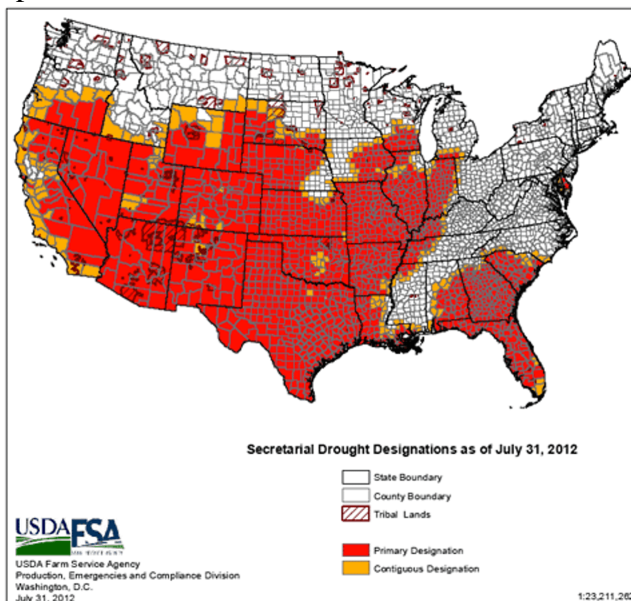 Secretarial Drought Designations as of July 31, 2012
State Boundary
County Boundary
Tribal Lands
Primary Designation
Contiguous Designation
USDA FSA
USDA Farm Service Agency
Production, Emergencies and Compliance Division
Washington, D.C.
July 31, 2012